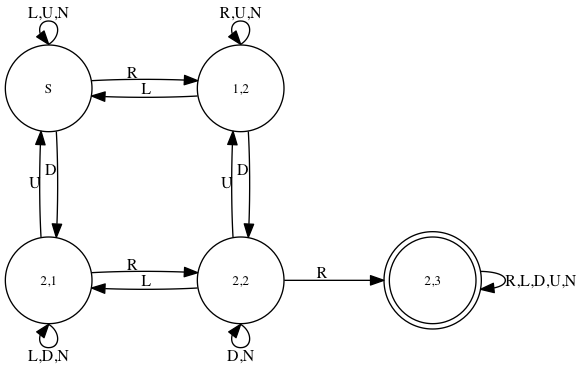 L,U,N
R,U,N
S
R
L
1,2
U
D
U
D
2,1
R
L
2,2
R
2,3
R,L,D,U,N
L,D,N
D,N